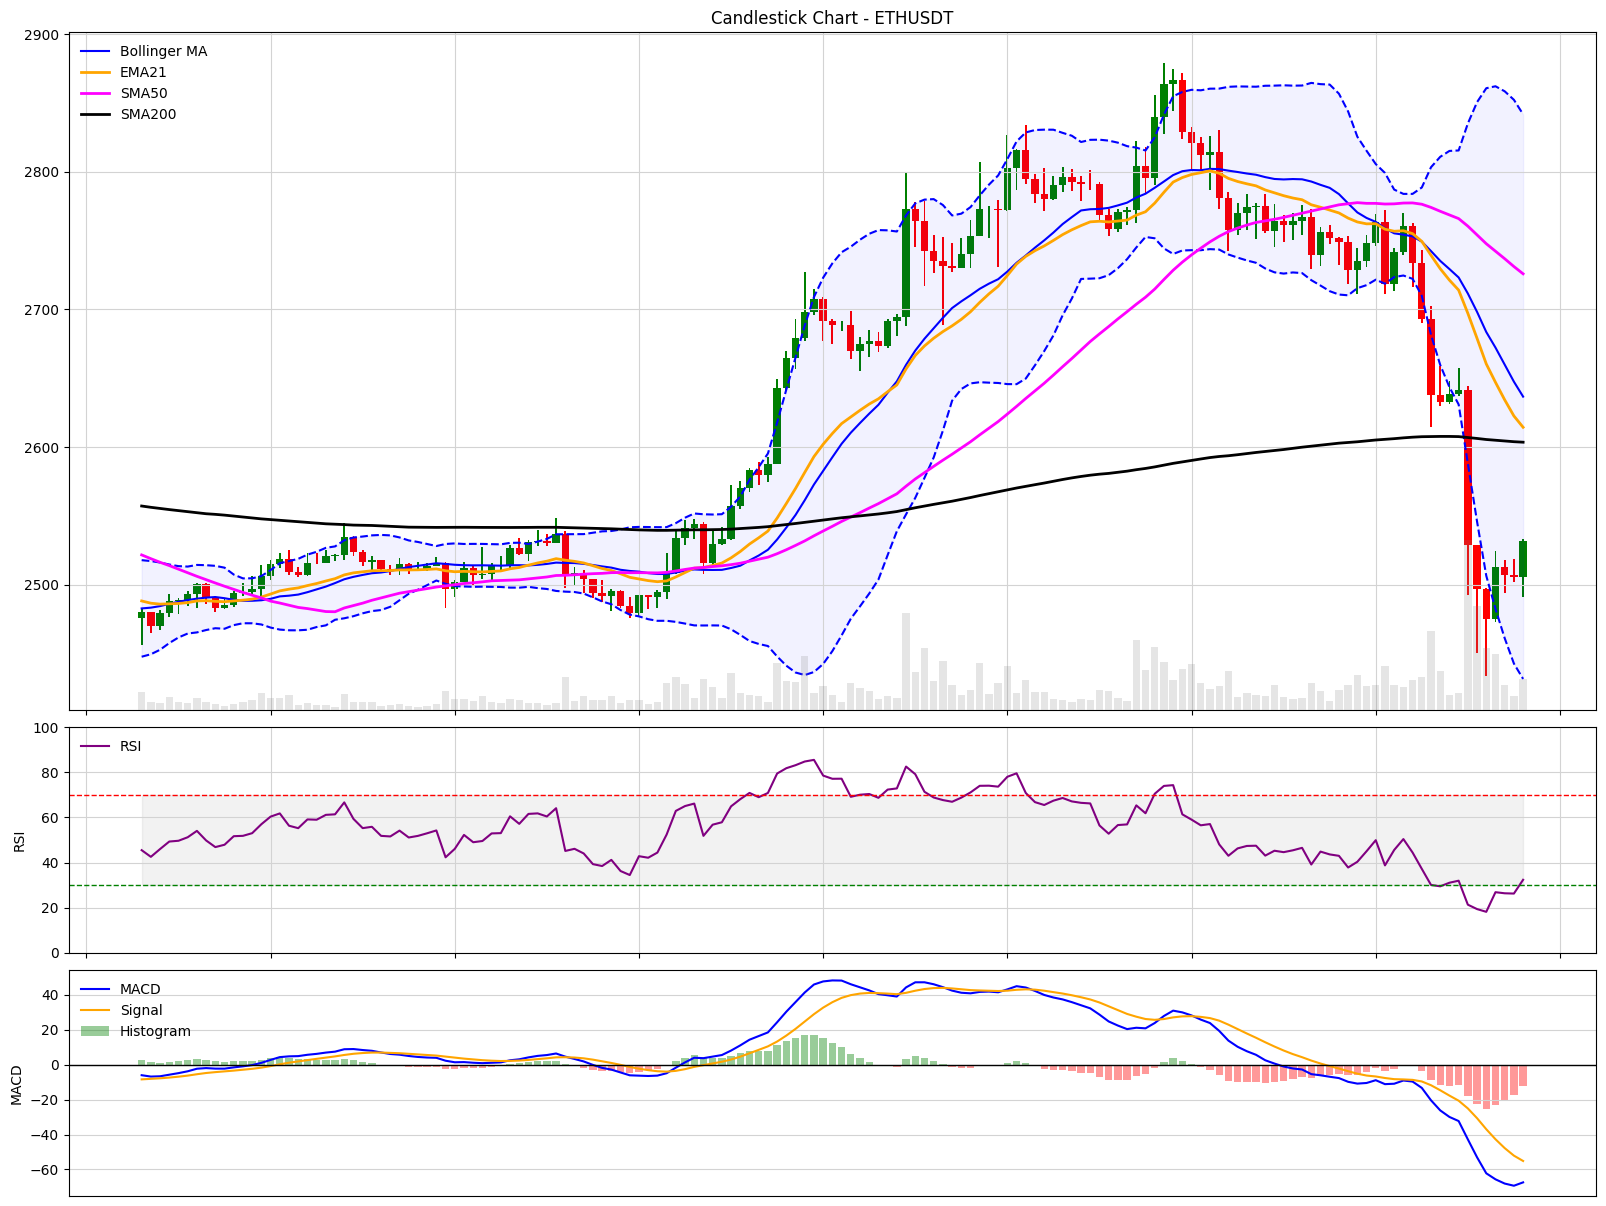 Candlestick Chart - ETHUSDT
2900
2800
2700
2600
2500
Bollinger MA
EMA21
SMA50
SMA200
100
80
60
40
20
0
RSI
RSI
40
20
0
−20
−40
−60
MACD
MACD
Signal
Histogram